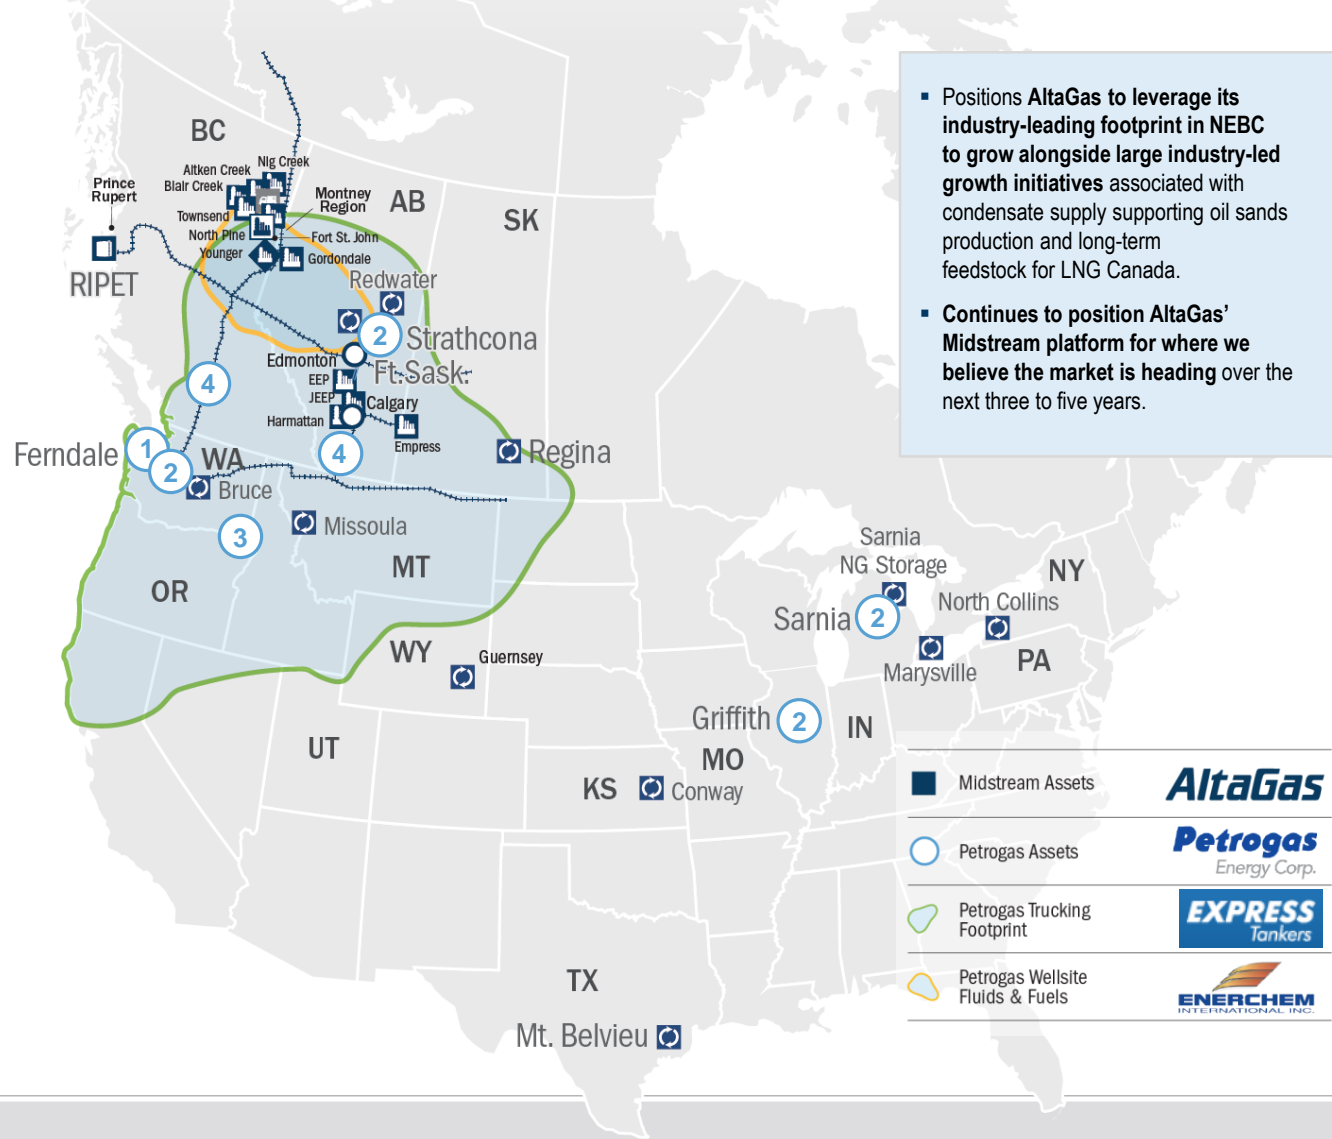 ▪ Positions AltaGas to leverage its
industry-leading footprint in NEBC
to grow alongside large industry-led
growth initiatives associated with
condensate supply supporting oil sands
production and long-term
feedstock for LNG Canada.
▪ Continues to position AltaGas’
Midstream platform for where we
believe the market is heading over the
next three to five years.
BC
Nig Creek
Aitken Creek
Blair Creek
Prince
Rupert
Montney
Region
AB
SK
Townsend
North Pine
Fort St. John
Younger
Gordondale
RIPET
Redwater
2
Strathcona
Edmonton
Ft.Sask.
EEP
4
JEEP
Calgary
Harmattan
Empress
Ferndale
1
2
WA
4
Regina
Bruce
3
Missoula
MT
OR
Sarnia
NG Storage
NY
North Collins
Sarnia
2
WY
Guernsey
Marysville
PA
Griffith
2
IN
UT
MO
KS
Conway
TX
Mt. Belvieu
Midstream Assets
AltaGas
Petrogas Assets
Petrogas
Energy Corp.
Petrogas Trucking
Footprint
EXPRESS
Tankers
Petrogas Wellsite
Fluids & Fuels
ENERCHEM
INTERNATIONAL INC.